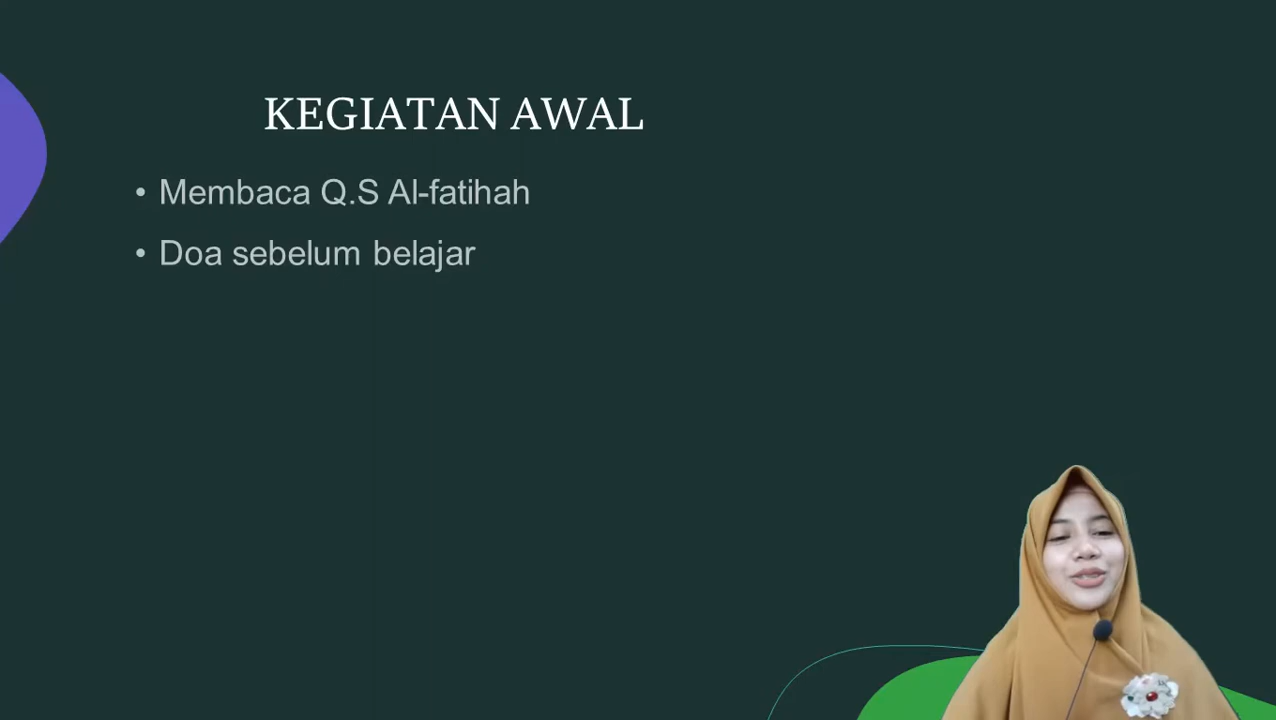 KEGIATAN AWAL
• Membaca Q.S Al-fatihah
• Doa sebelum belajar